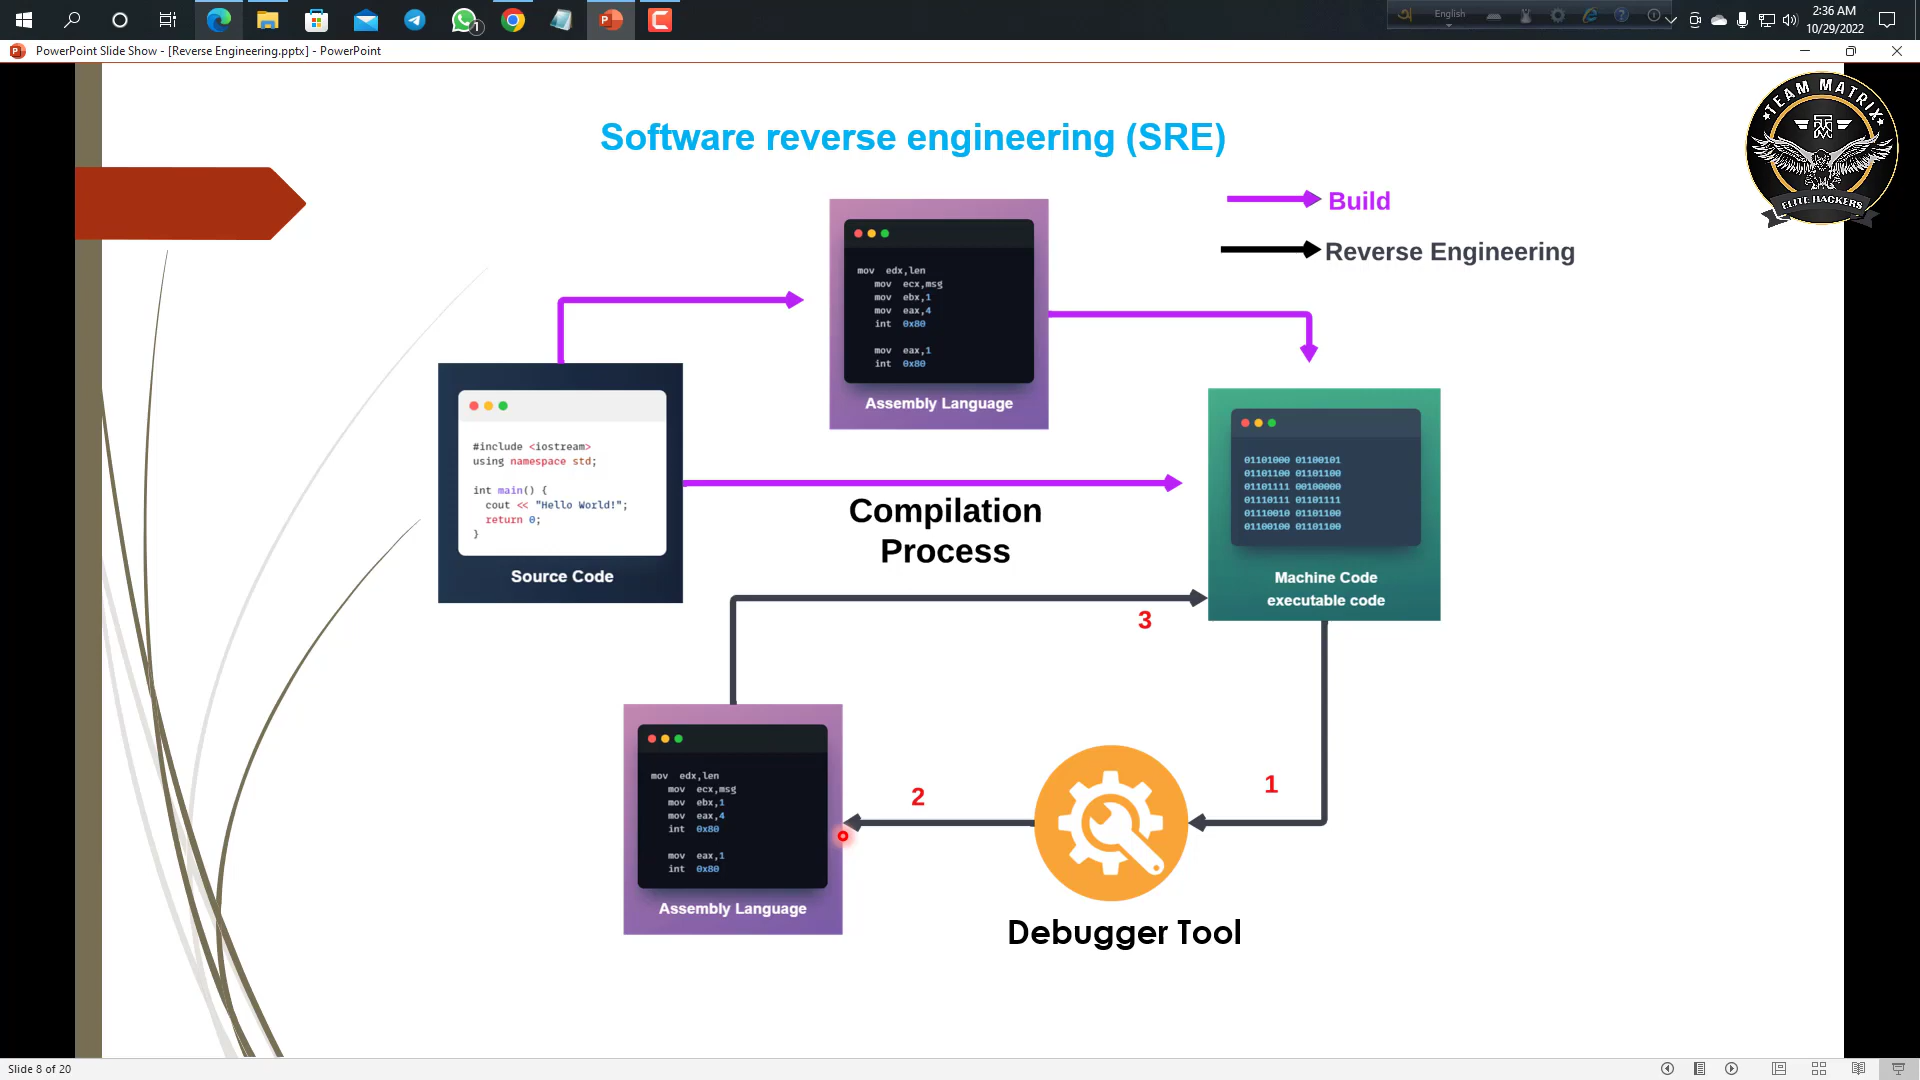 English
2:36 AM
10/29/2022
PowerPoint Slide Show - [Reverse Engineering.pptx] - PowerPoint
TEAM MATRIX
ELITE HACKERS
Software reverse engineering (SRE)
Build
Reverse Engineering
mov edx,len
mov ecx,msg
mov ebx,1
mov eax,4
int 0x80
mov eax,1
int 0x80
Assembly Language
#include <iostream>
using namespace std;
int main() {
cout << "Hello World!";
return 0;
}
Source Code
Compilation
Process
01101000 01100101
01101100 01101100
01101111 00100000
01110111 01101111
01110010 01101100
01100100 01101100
Machine Code
executable code
3
mov edx,len
mov ecx,msg
mov ebx,1
mov eax,4
int 0x80
mov eax,1
int 0x80
Assembly Language
2
1
Debugger Tool
Slide 8 of 20